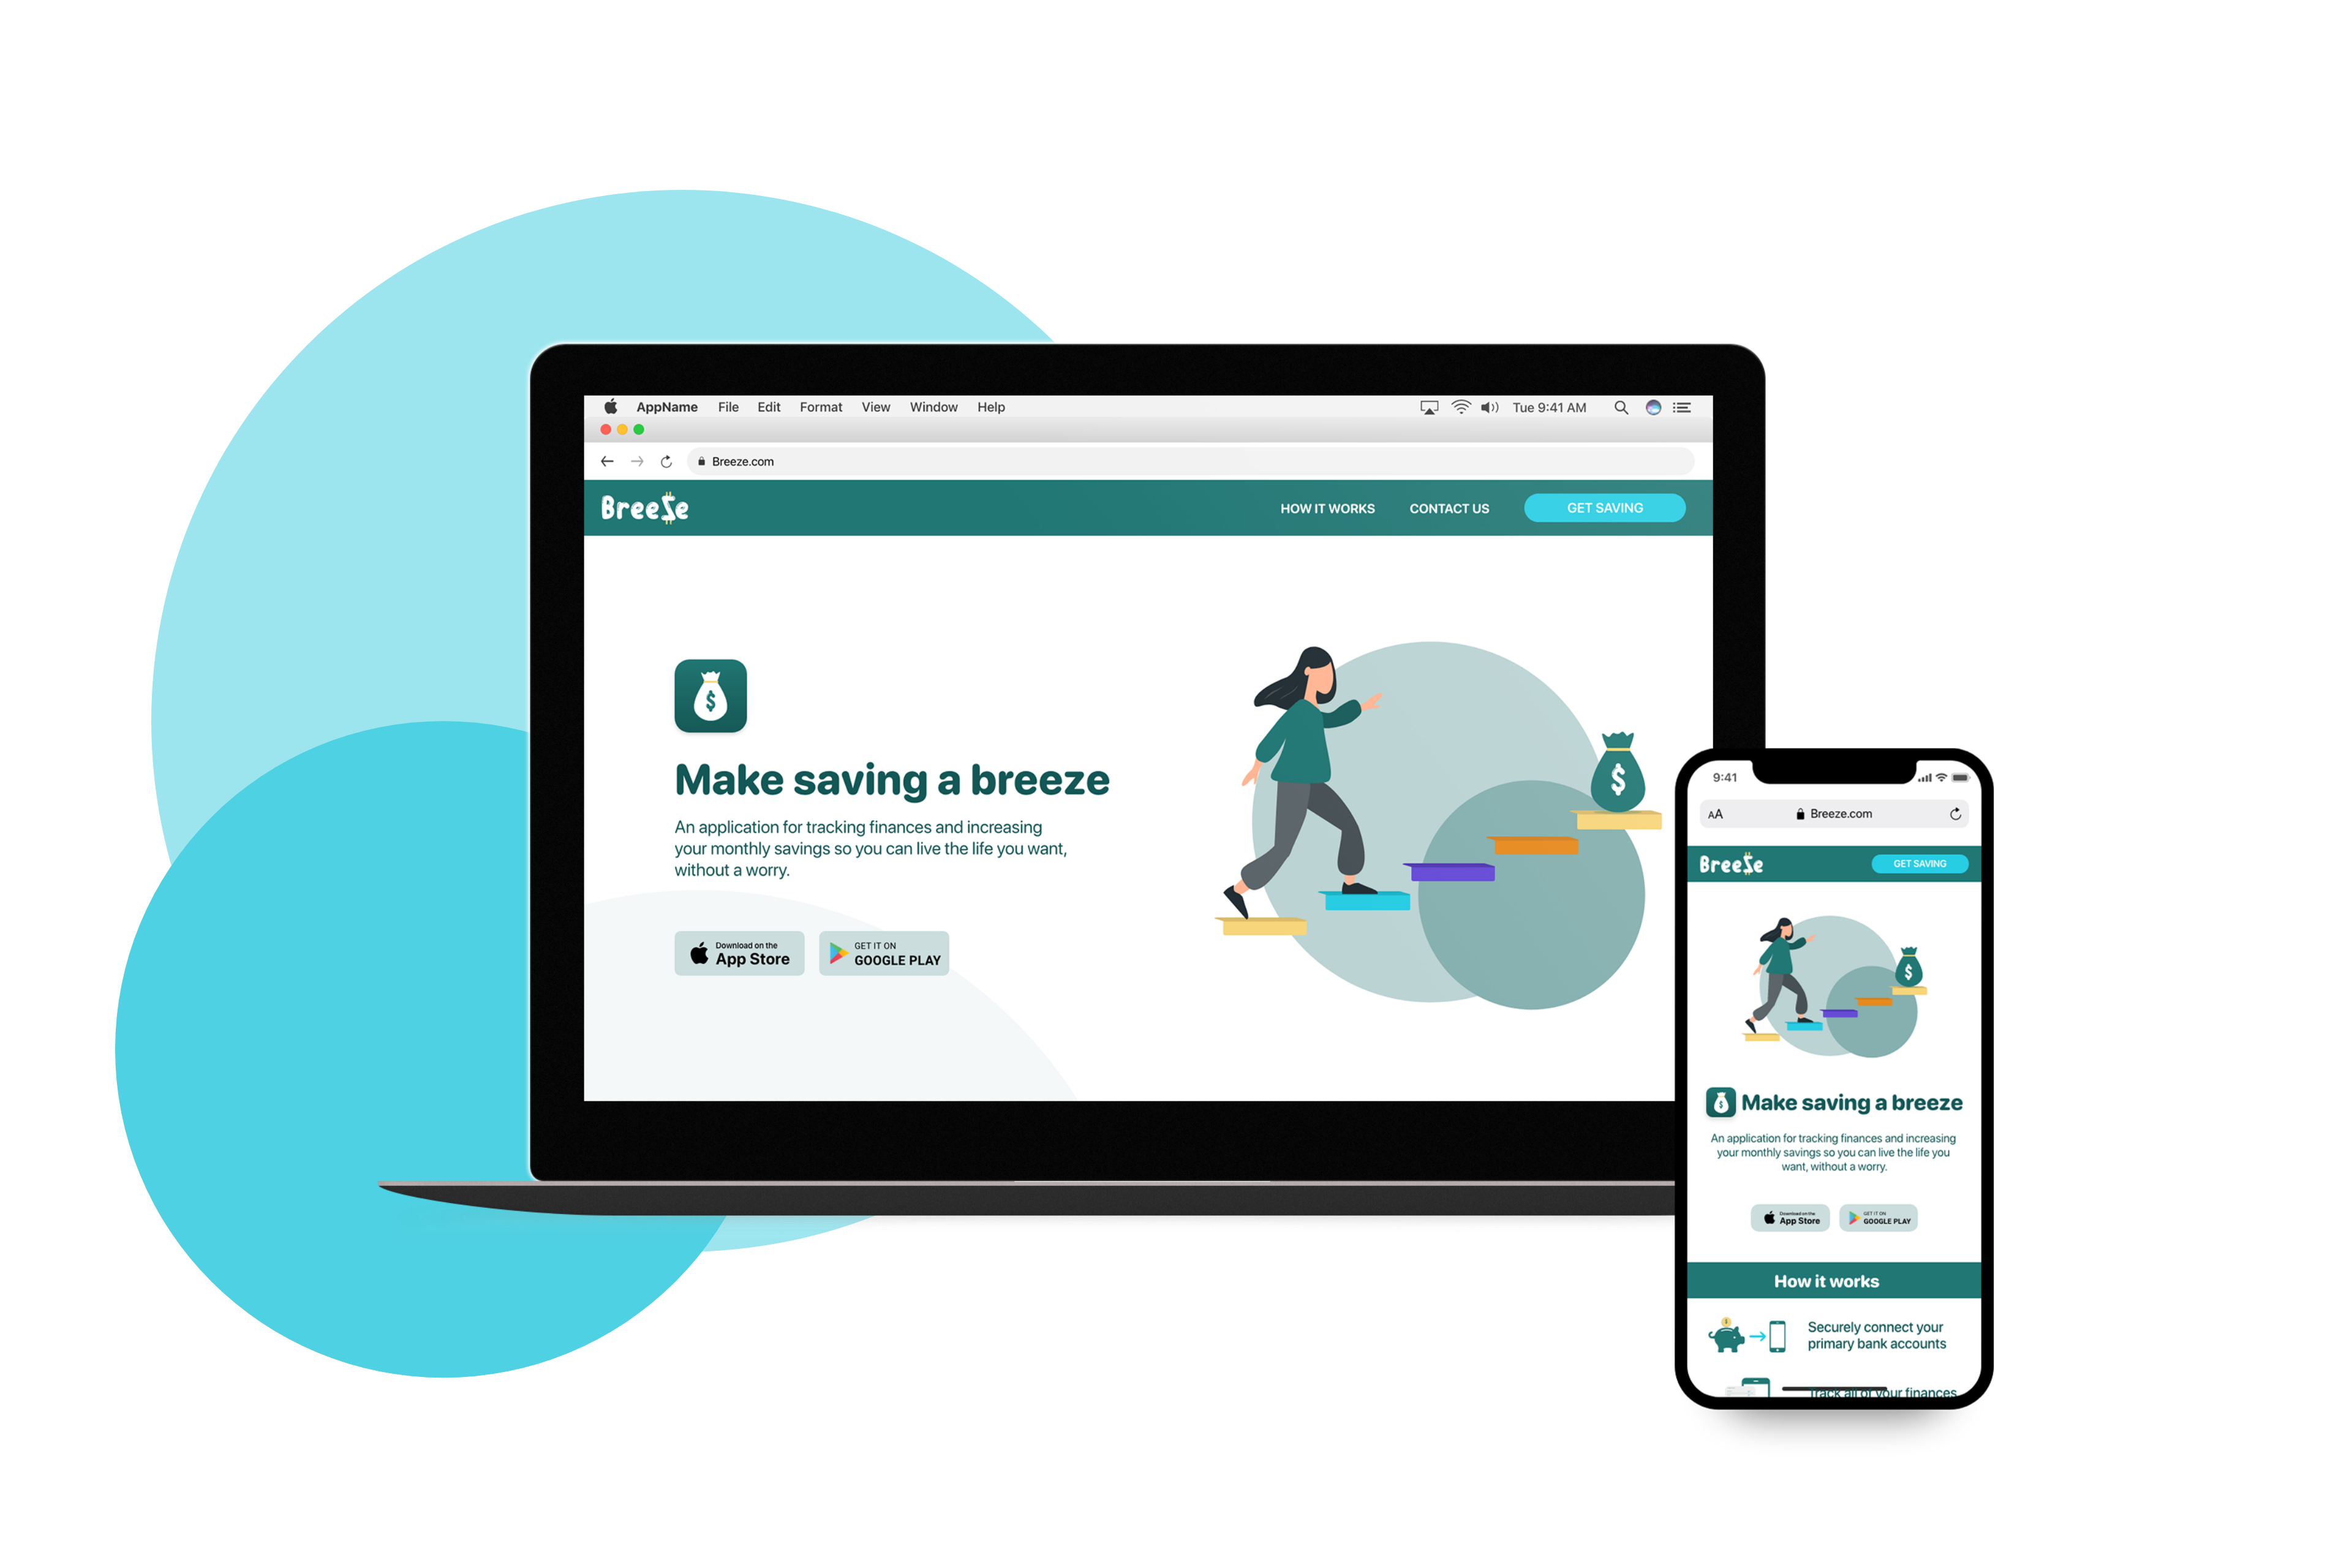 AppName File Edit Format View Window Help Tue 9:41 AM
Breeze.com
Breeze HOW IT WORKS CONTACT US GET SAVING
$
Make saving a breeze
An application for tracking finances and increasing
your monthly savings so you can live the life you want,
without a worry.
Download on the
App Store
GET IT ON
GOOGLE PLAY
$
9:41
AA Breeze.com
Breeze GET SAVING
$
$ Make saving a breeze
An application for tracking finances and increasing
your monthly savings so you can live the life you
want, without a worry.
Download on the
App Store
GET IT ON
GOOGLE PLAY
How it works
Securely connect your
primary bank accounts
Track all of your finances